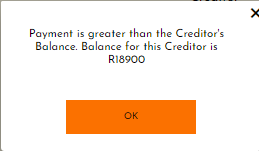 Payment is greater than the Creditor's
Balance. Balance for this Creditor is
R18900
OK